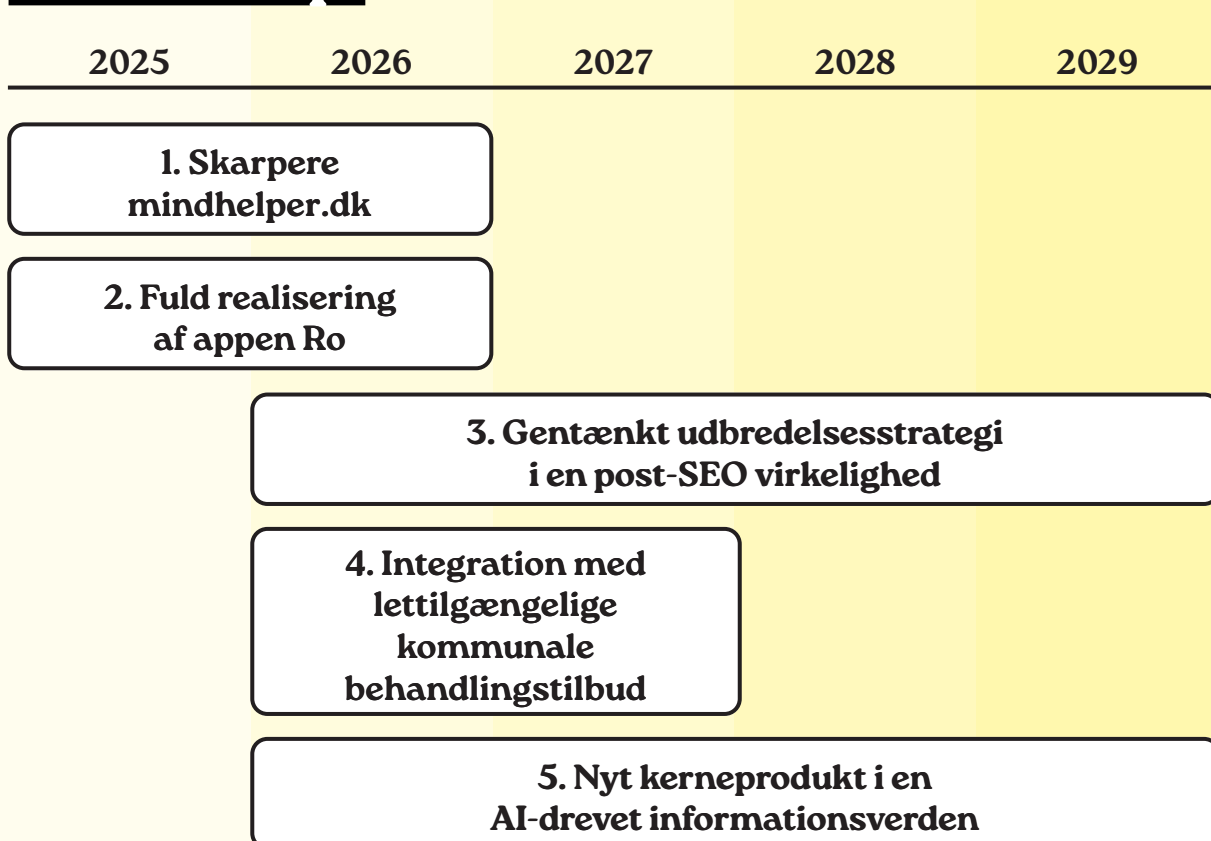 2025 2026 2027 2028 2029
1. Skarpere
mindhelper.dk
2. Fuld realisering
af appen Ro
3. Gentænkt udbredelsesstrategi
i en post-SEO virkelighed
4. Integration med
lettilgængelige
kommunale
behandlingstilbud
5. Nyt kerneprodukt i en
AI-drevet informationsverden